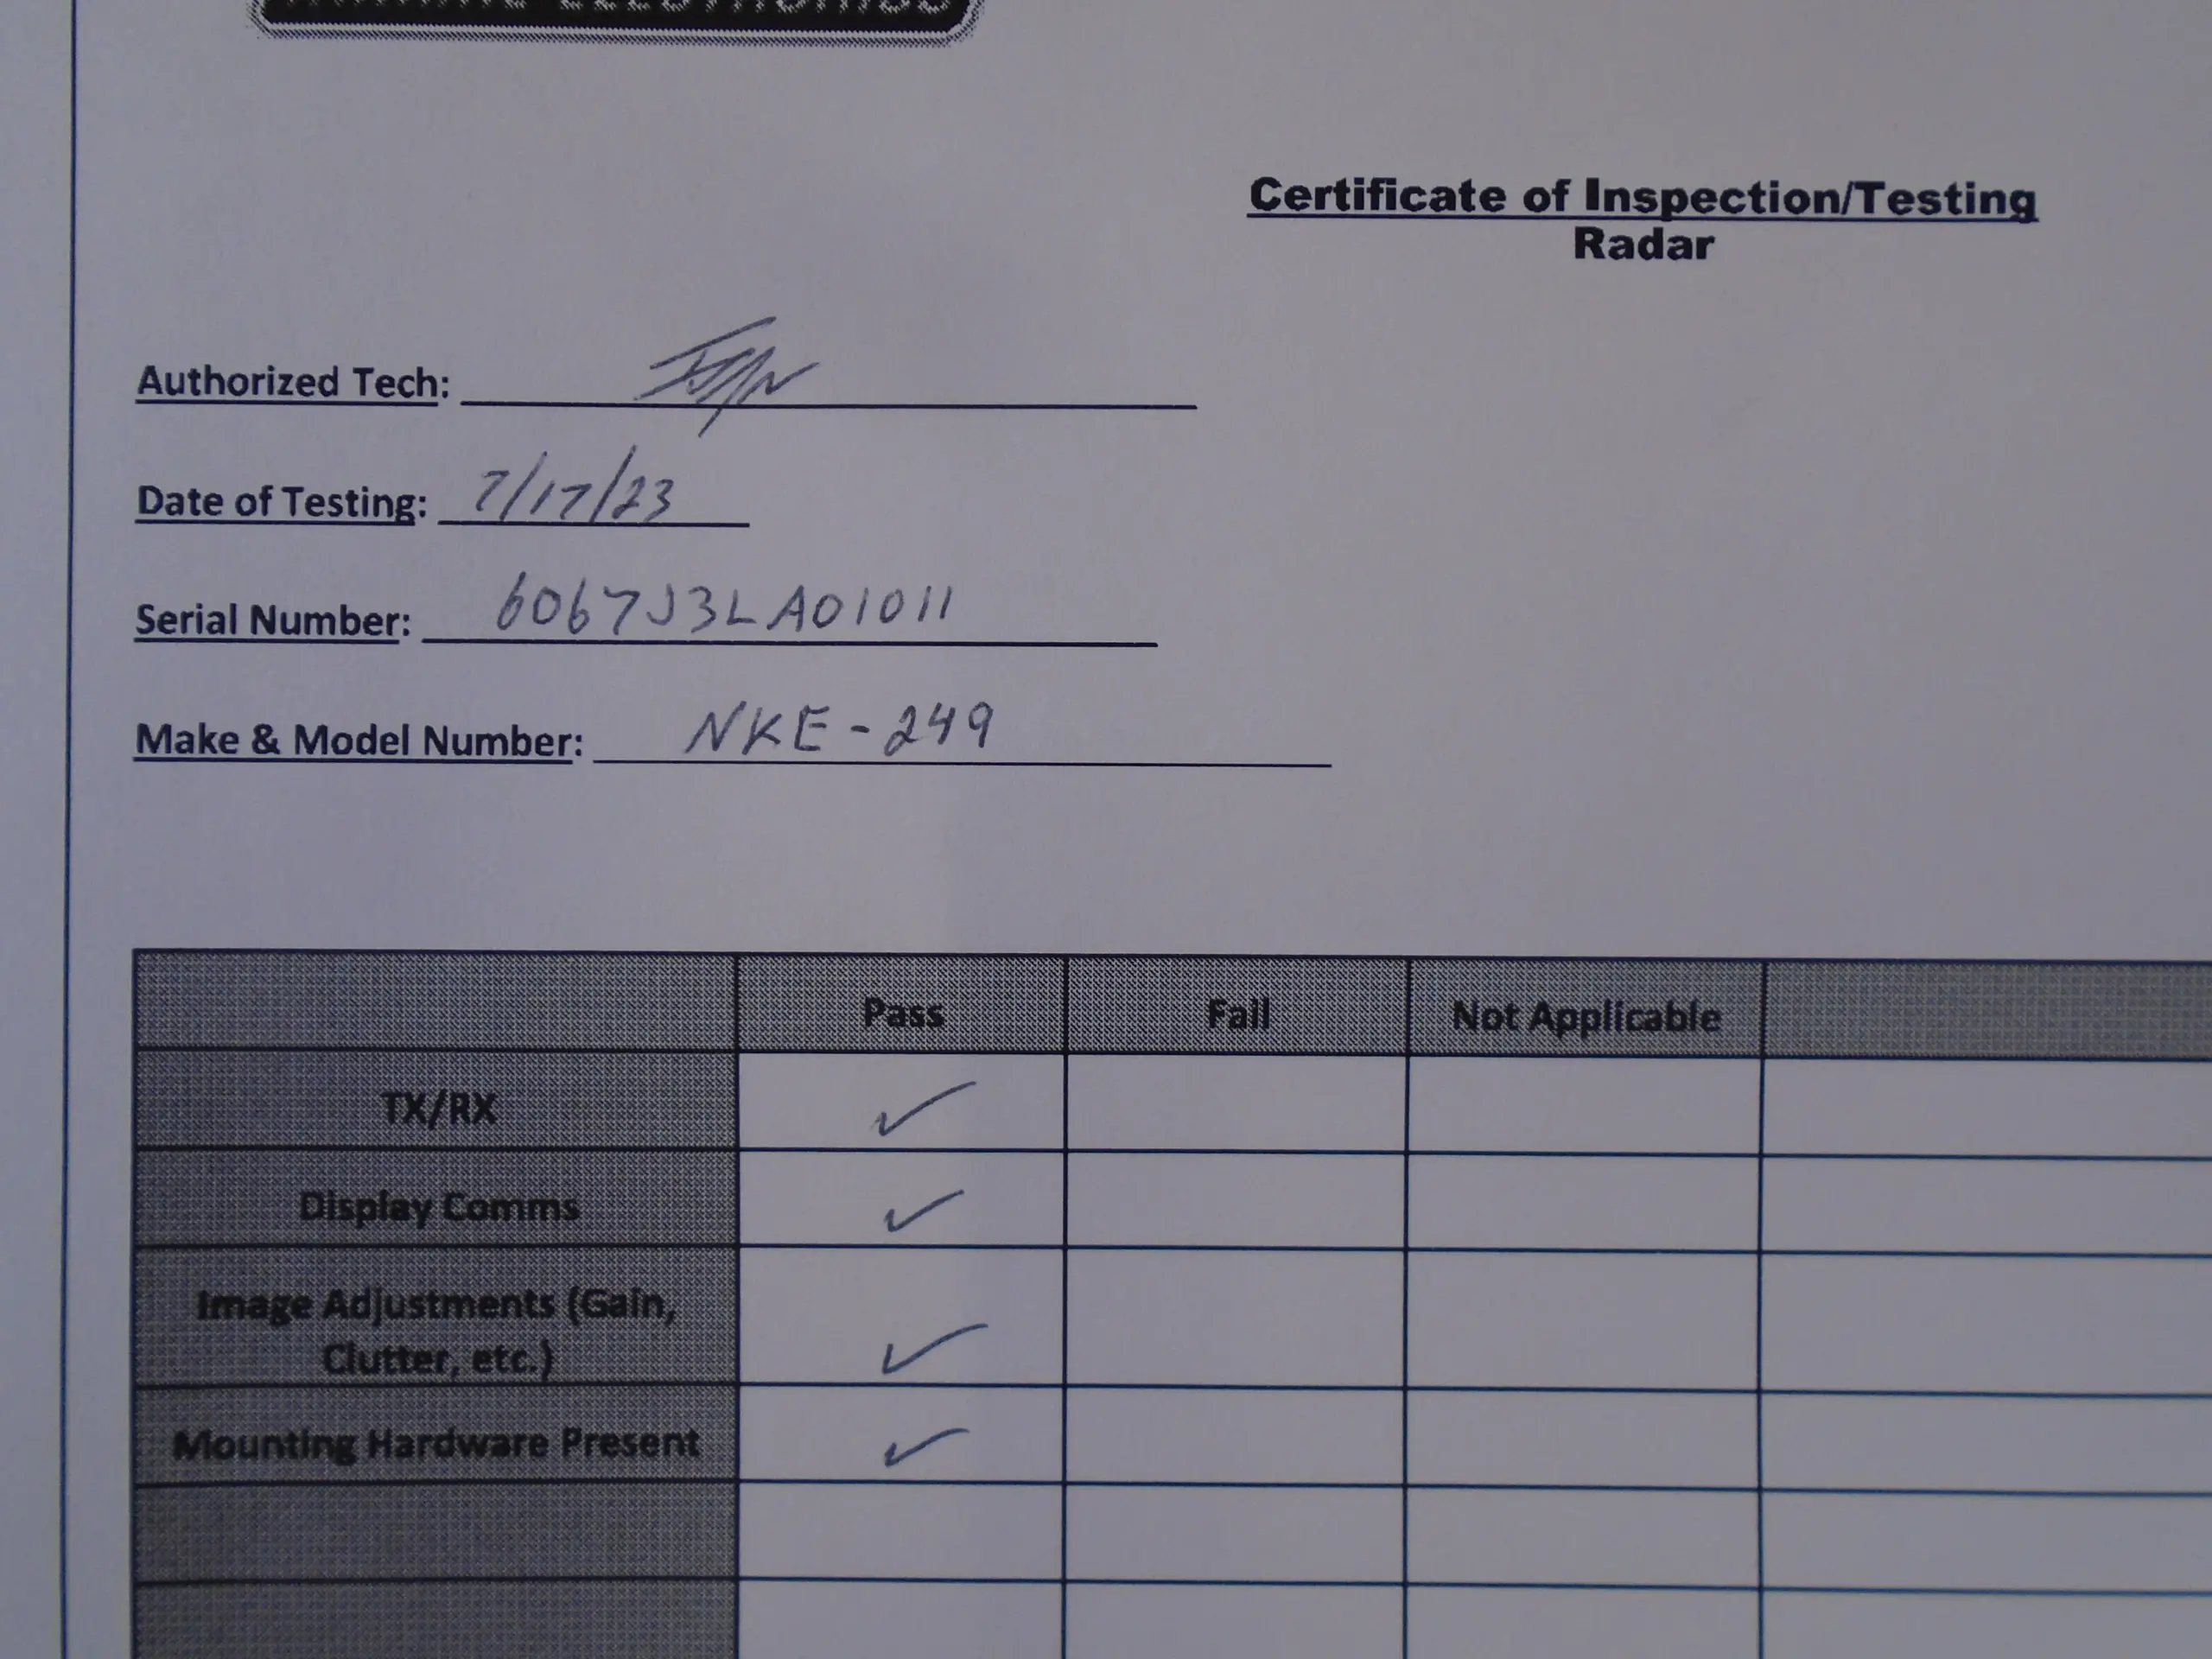 Certificate of Inspection/Testing
Radar
Authorized Tech:
Date of Testing: 7/17/23
Serial Number: 6067J3LA01011
Make & Model Number: NKE-249
Pass Fail Not Applicable
TX/RX ✓
Display Comms ✓
Image Adjustments (Gain,
Clutter, etc.) ✓
Mounting Hardware Present ✓